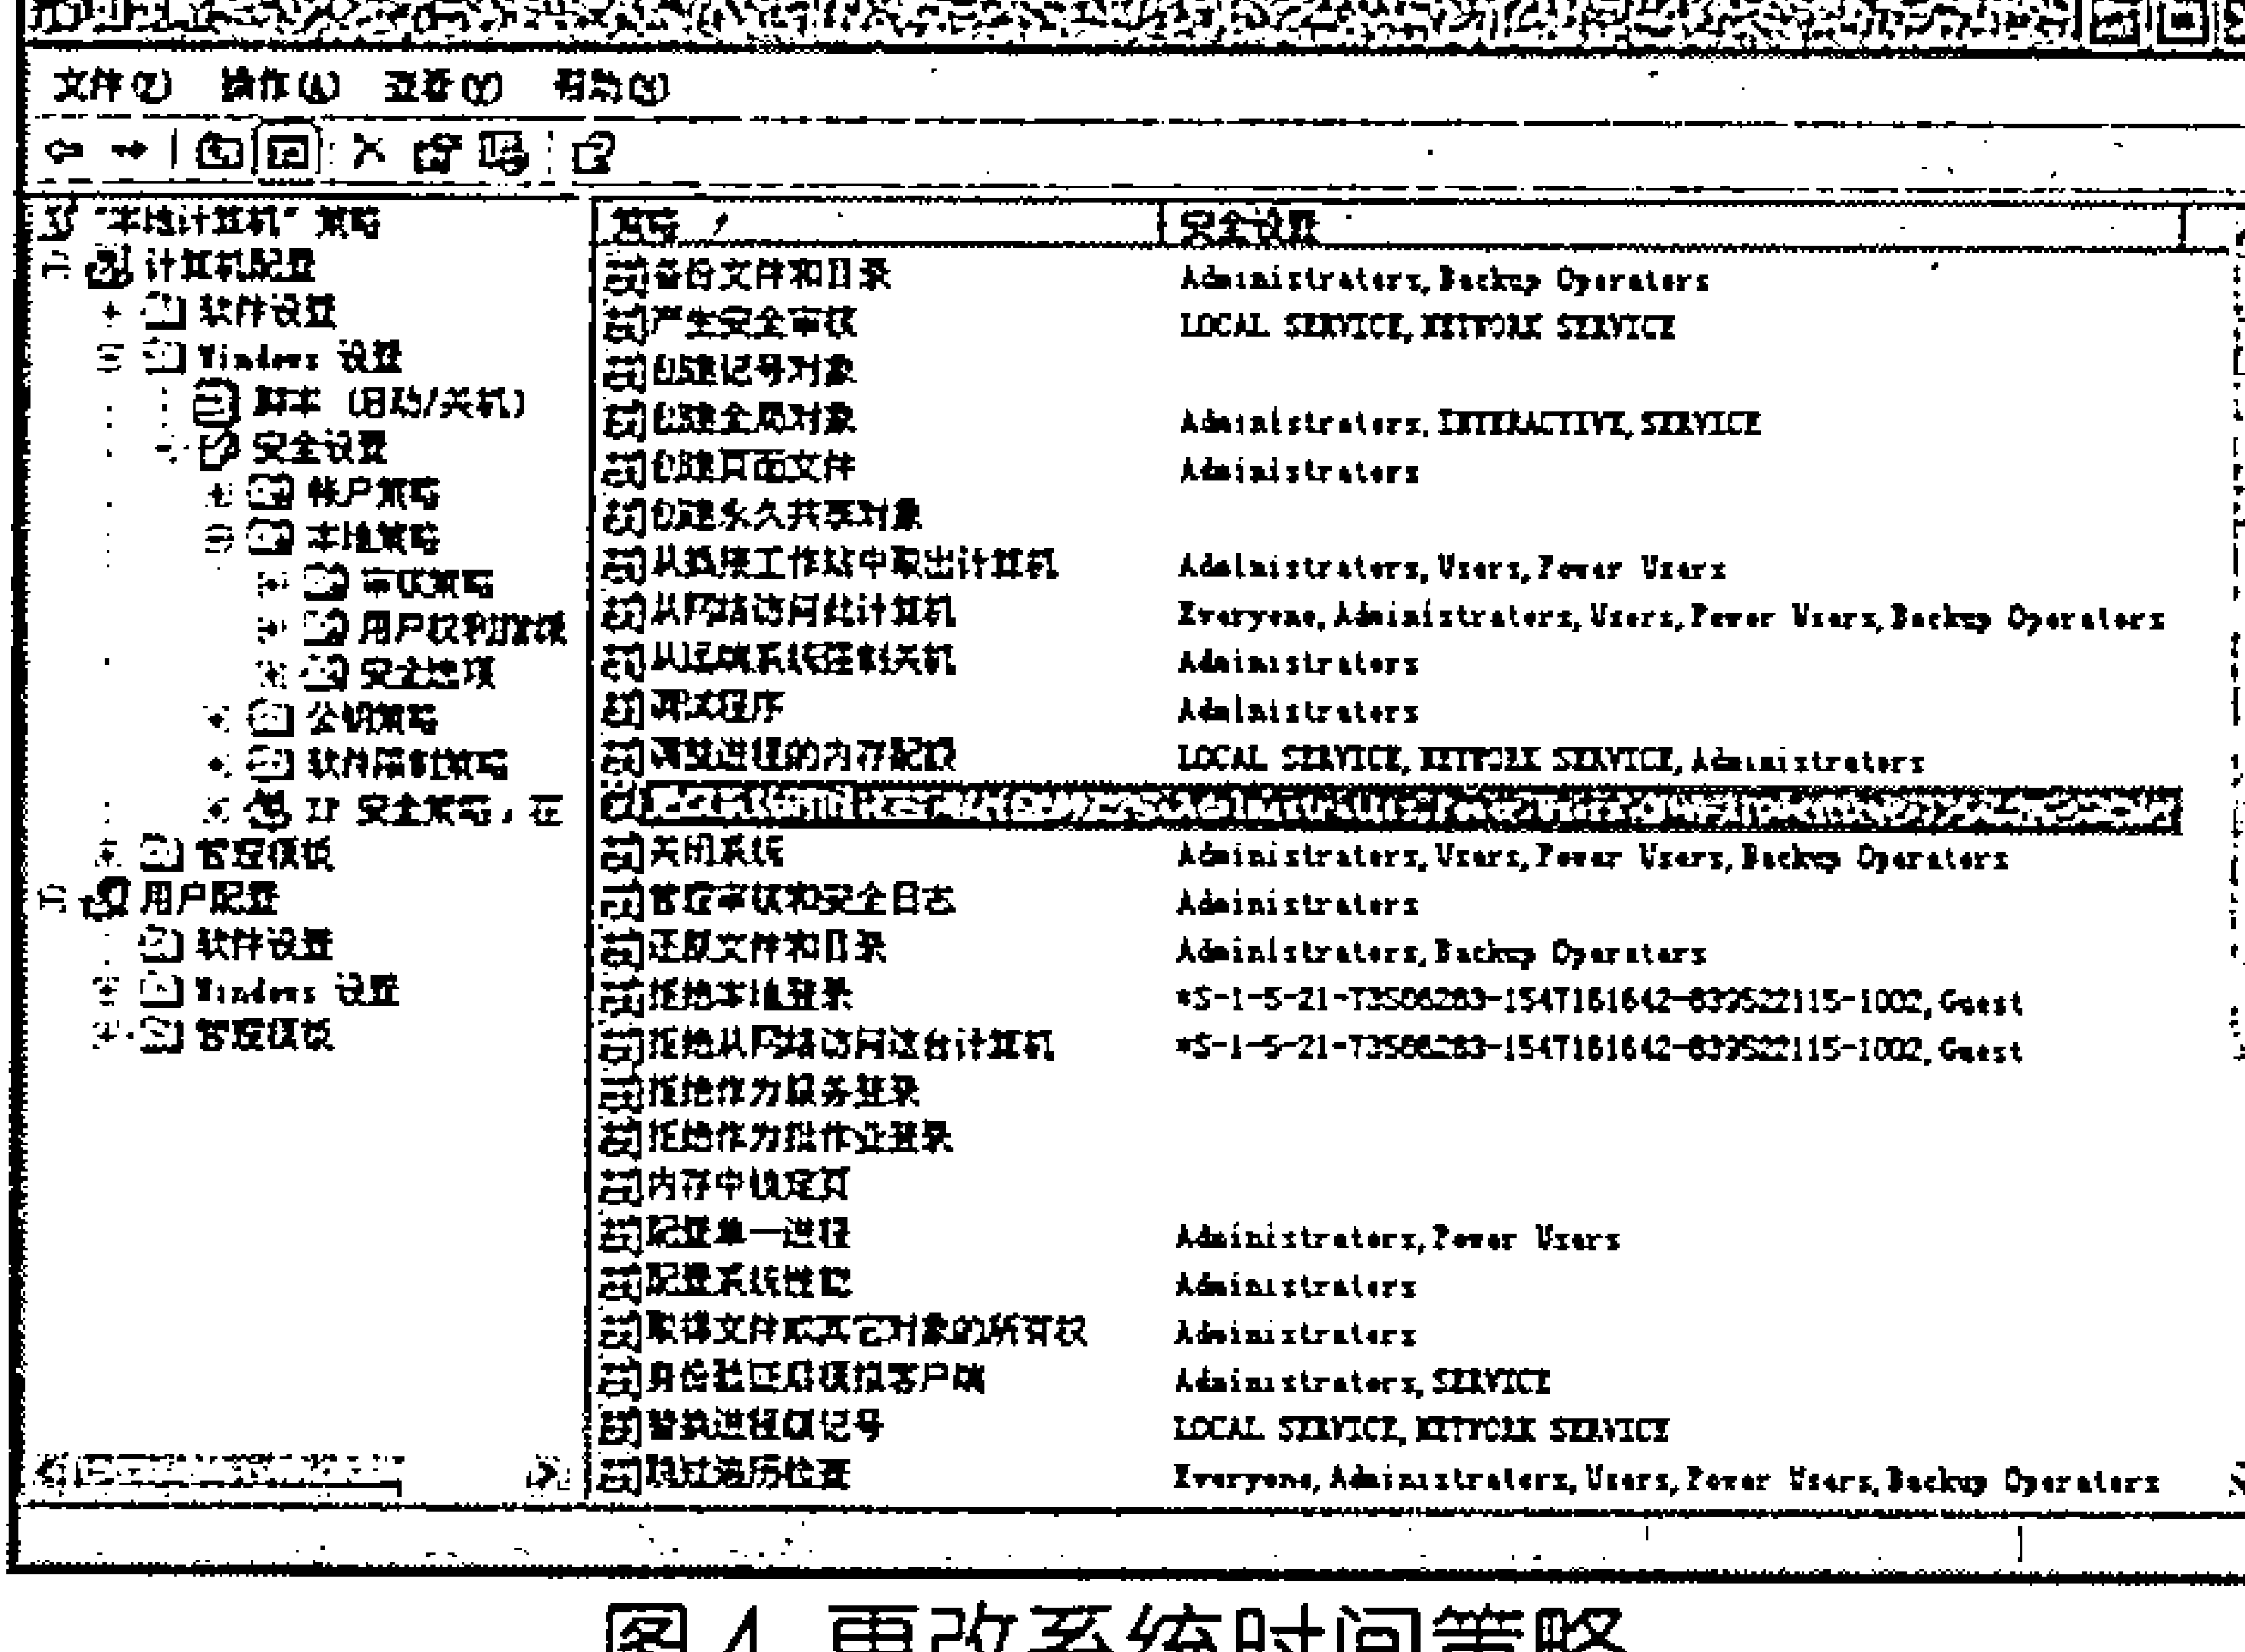 文件(F) 操作(A) 查看(V) 帮助(H)
"本地计算机" 策略
计算机配置
软件设置
Windows 设置
脚本 (启动/关机)
安全设置
帐户策略
本地策略
审核策略
用户权利指派
安全选项
公钥策略
软件限制策略
IP 安全策略，在
管理模板
用户配置
软件设置
Windows 设置
管理模板
策略 安全设置
备份文件和目录 Administrators, Backup Operators
产生安全审核 LOCAL SERVICE, NETWORK SERVICE
创建记号对象
创建全局对象 Administrators, INTERACTIVE, SERVICE
创建页面文件 Administrators
创建永久共享对象
从插接工作站中取出计算机 Administrators, Users, Power Users
从网络访问此计算机 Everyone, Administrators, Users, Power Users, Backup Operators
从远端系统强制关机 Administrators
调试程序 Administrators
调整进程的内存配额 LOCAL SERVICE, NETWORK SERVICE, Administrators
关闭系统 Administrators, Users, Power Users, Backup Operators
管理审核和安全日志 Administrators
还原文件和目录 Administrators, Backup Operators
拒绝本地登录 Guest
拒绝从网络访问这台计算机 Guest
拒绝作为服务登录
拒绝作为批作业登录
内存中锁定页
配置单一进程 Administrators, Power Users
配置系统性能 Administrators
取得文件或其它对象的所有权 Administrators
身份验证后模拟客户端 Administrators, SERVICE
替换进程级记号 LOCAL SERVICE, NETWORK SERVICE
跳过遍历检查 Everyone, Administrators, Users, Power Users, Backup Operators
图4 更改系统时间策略